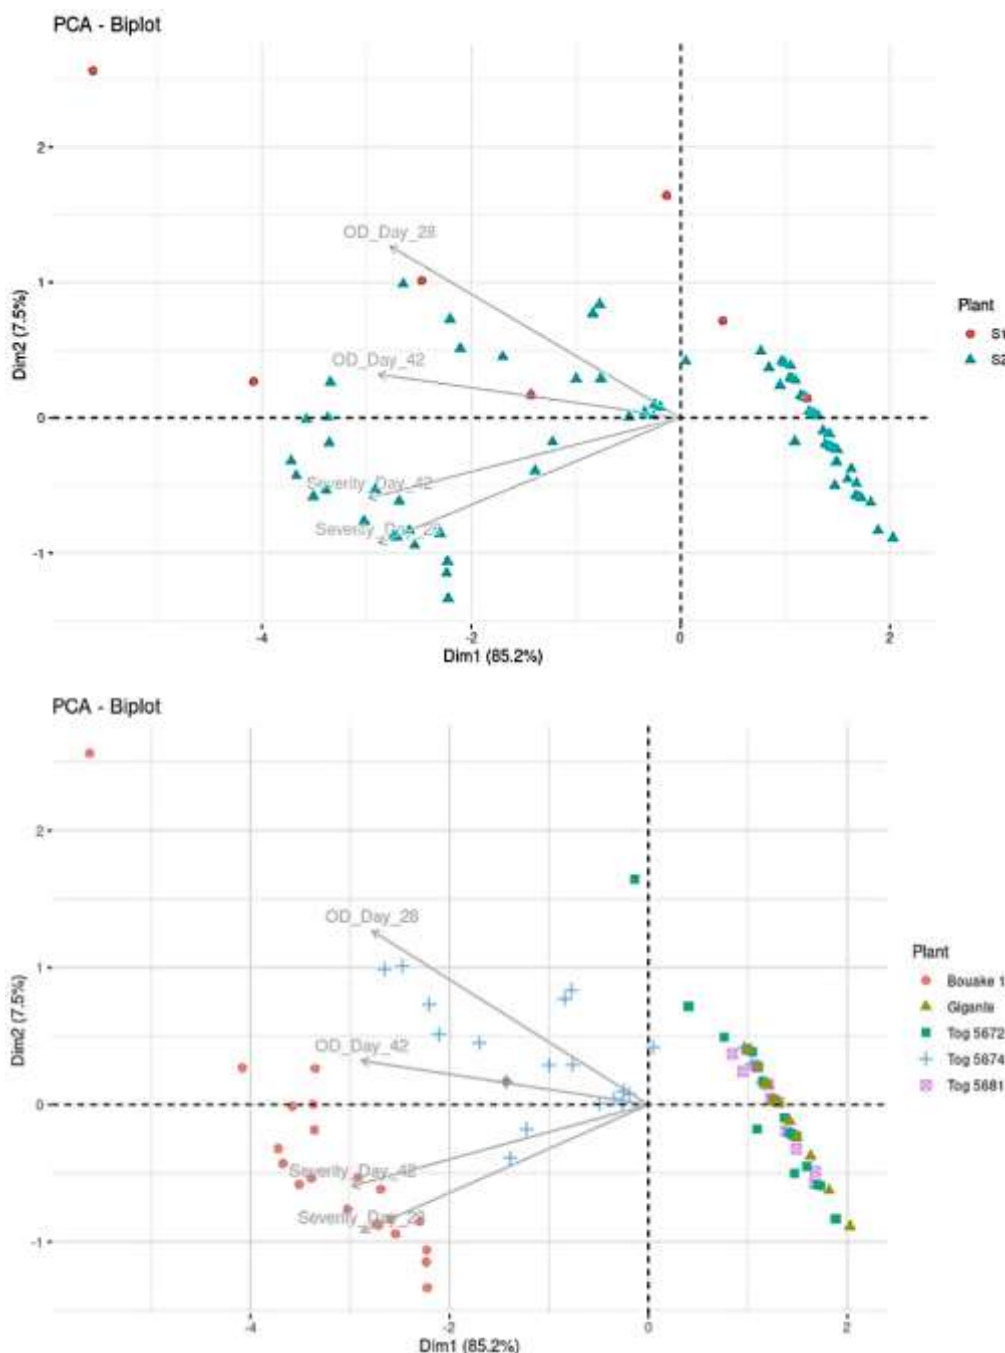 PCA - Biplot
Dim2 (7.5%)
2
1
0
-1
OD_Day_28
OD_Day_42
Severity_Day_42
Severity_Day_28
-4
-2
0
2
Dim1 (85.2%)
Plant
S1
S2
PCA - Biplot
Dim2 (7.5%)
2
1
0
-1
OD_Day_28
OD_Day_42
Severity_Day_42
Severity_Day_28
-4
-2
0
2
Dim1 (85.2%)
Plant
Bouake 1
Gigante
Tog 5672
Tog 5674
Tog 5681